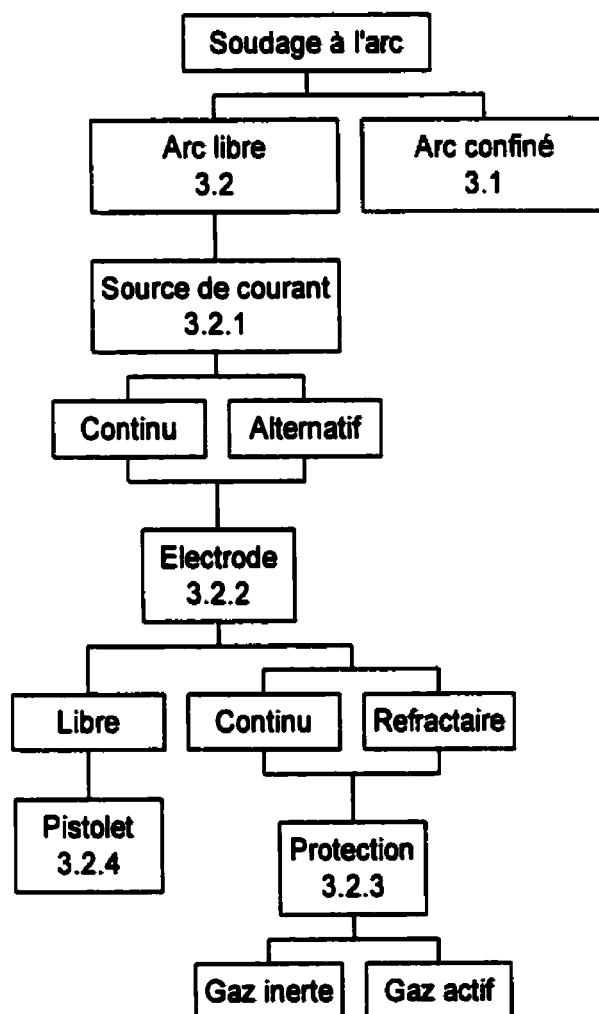 Soudage à l'arc
Arc libre
3.2
Arc confiné
3.1
Source de courant
3.2.1
Continu
Alternatif
Electrode
3.2.2
Libre
Continu
Refractaire
Pistolet
3.2.4
Protection
3.2.3
Gaz inerte
Gaz actif